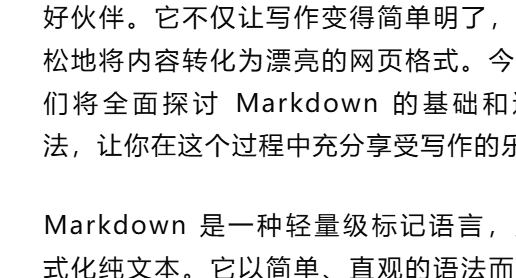 好伙伴。它不仅让写作变得简单明了，
松地将内容转化为漂亮的网页格式。今
们将全面探讨 Markdown 的基础和
法，让你在这个过程中充分享受写作的乐
Markdown 是一种轻量级标记语言，
式化纯文本。它以简单、直观的语法而